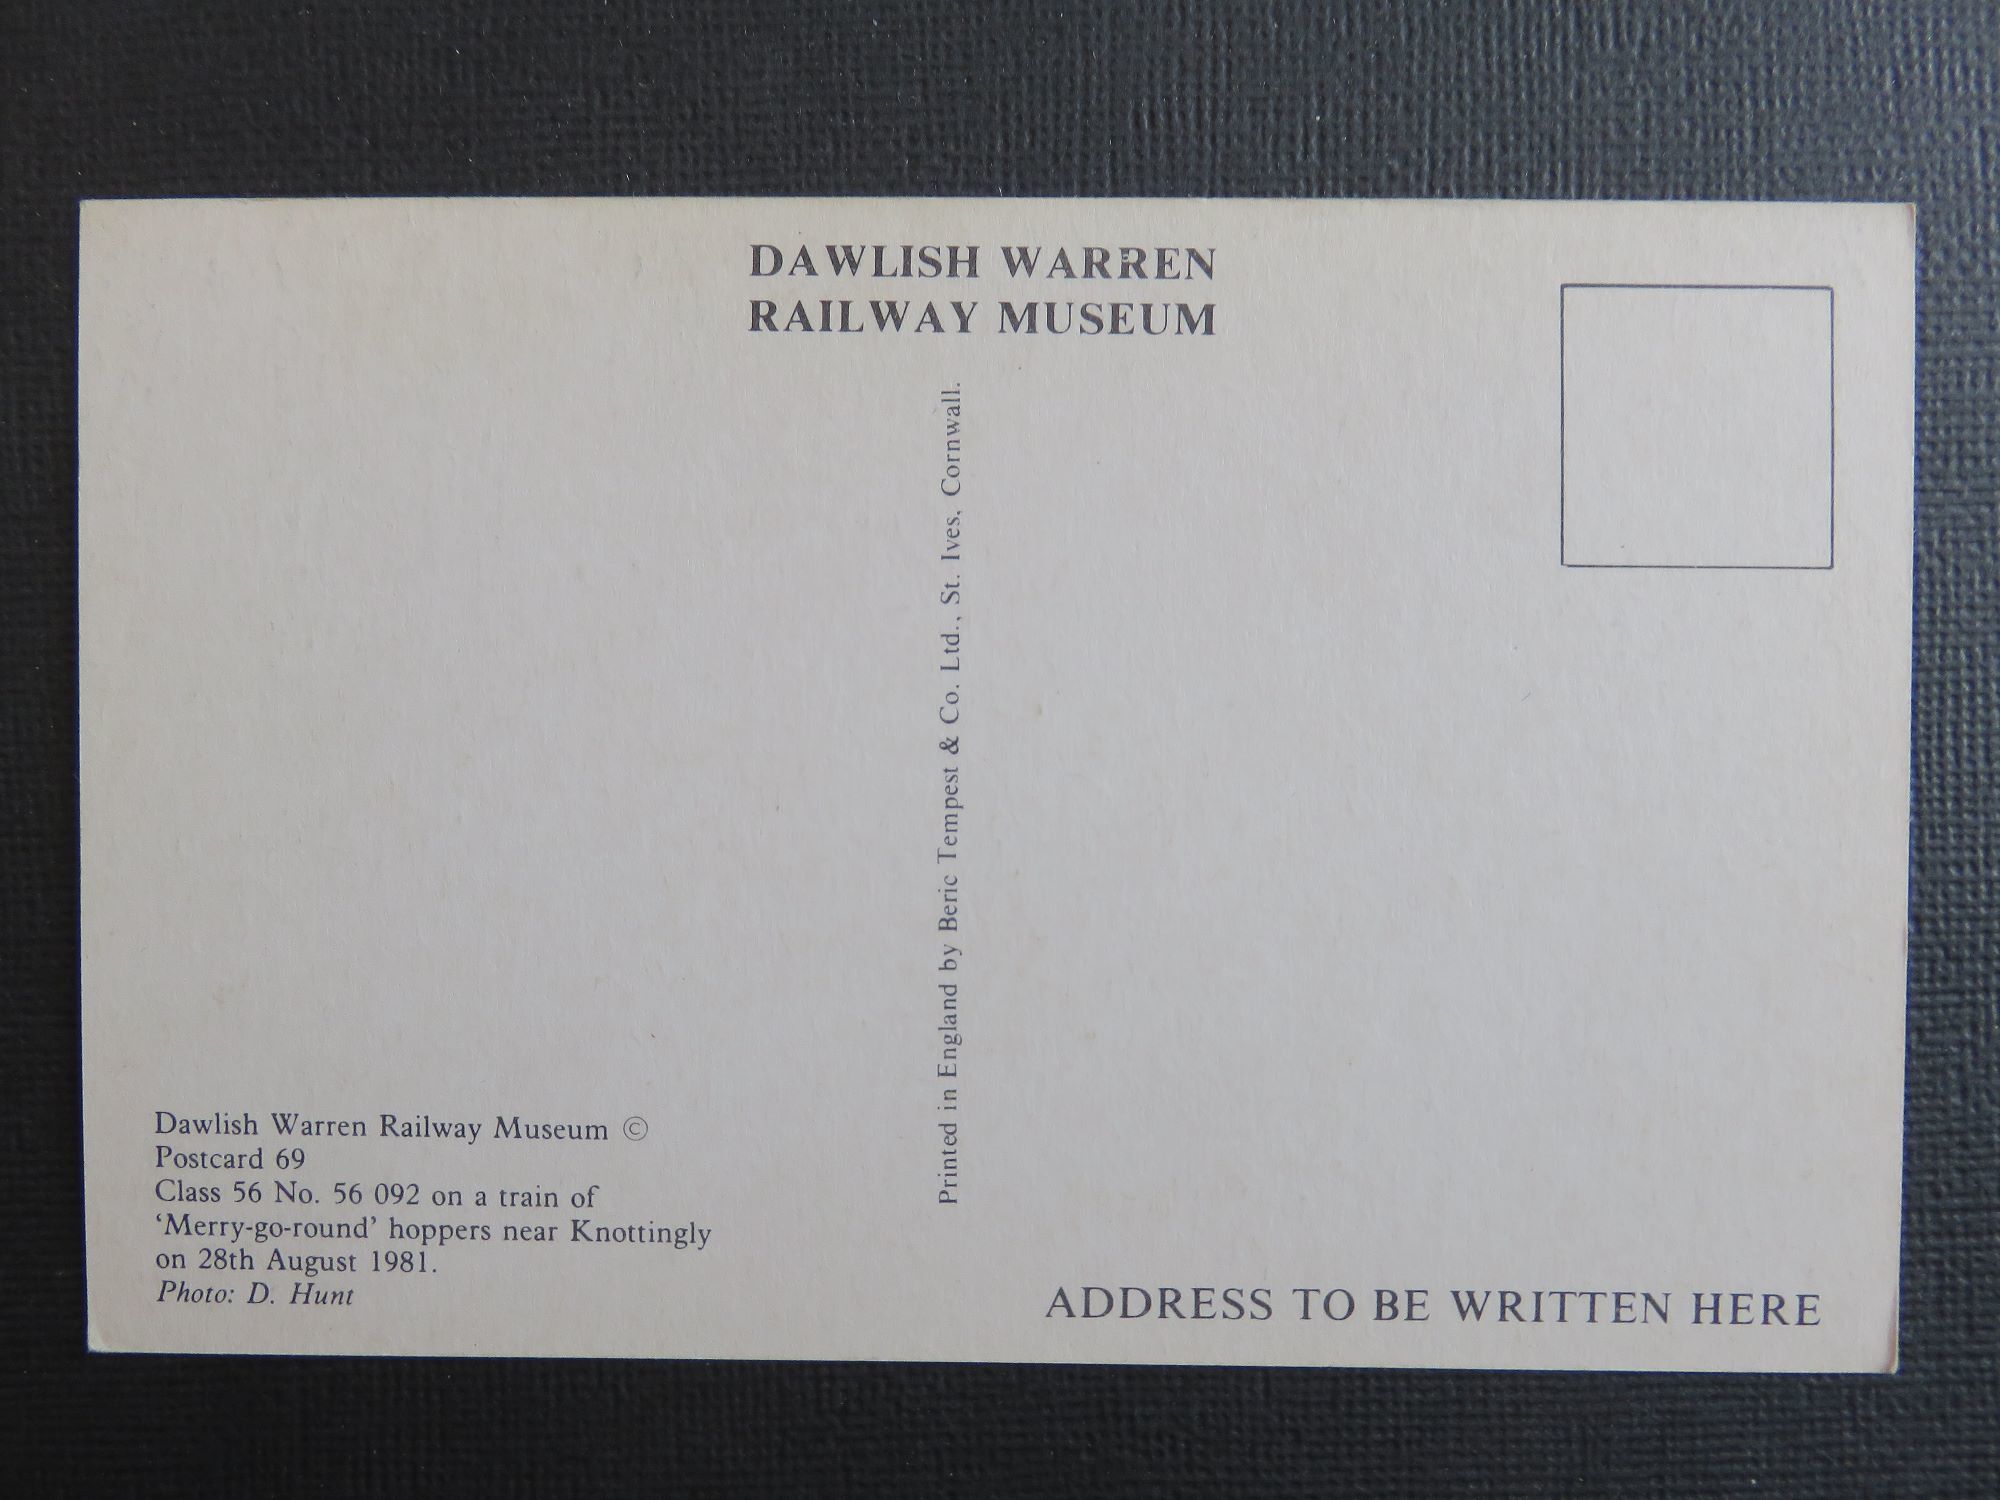 DAWLISH WARREN
RAILWAY MUSEUM
Printed in England by Beric Tempest & Co. Ltd., St. Ives, Cornwall.
Dawlish Warren Railway Museum ©
Postcard 69
Class 56 No. 56 092 on a train of
‘Merry-go-round’ hoppers near Knottingly
on 28th August 1981.
Photo: D. Hunt
ADDRESS TO BE WRITTEN HERE